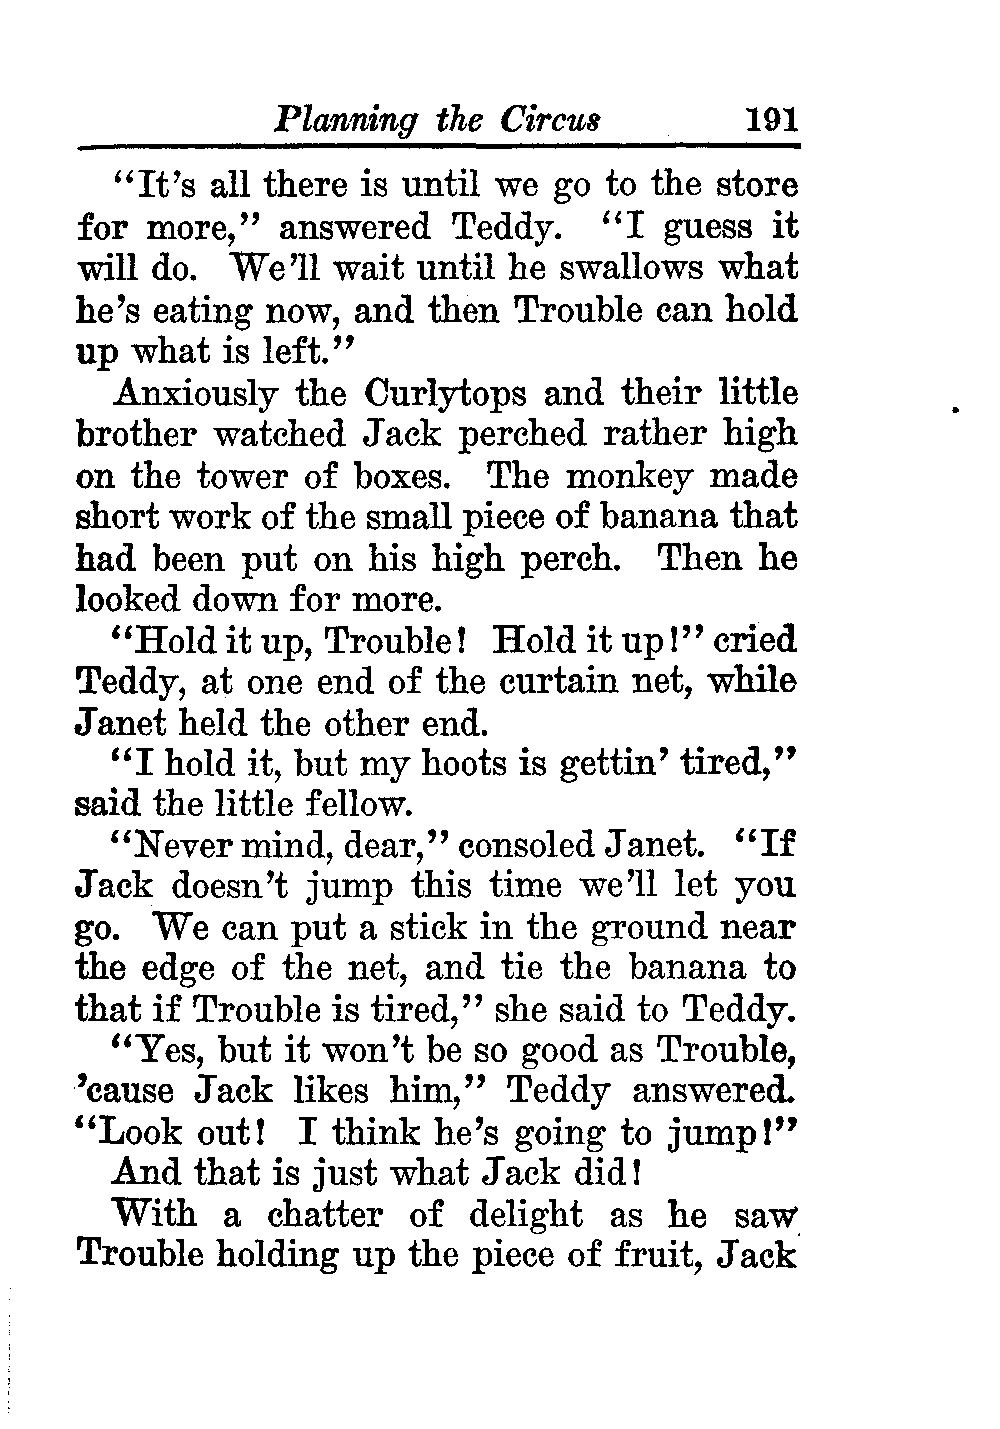 Planning the Circus 191
“It’s all there is until we go to the store
for more,” answered Teddy. “I guess it
will do. We’ll wait until he swallows what
he’s eating now, and then Trouble can hold
up what is left.”
Anxiously the Curlytops and their little
brother watched Jack perched rather high
on the tower of boxes. The monkey made
short work of the small piece of banana that
had been put on his high perch. Then he
looked down for more.
“Hold it up, Trouble! Hold it up!” cried
Teddy, at one end of the curtain net, while
Janet held the other end.
“I hold it, but my hoots is gettin’ tired,”
said the little fellow.
“Never mind, dear,” consoled Janet. “If
Jack doesn’t jump this time we’ll let you
go. We can put a stick in the ground near
the edge of the net, and tie the banana to
that if Trouble is tired,” she said to Teddy.
“Yes, but it won’t be so good as Trouble,
’cause Jack likes him,” Teddy answered.
“Look out! I think he’s going to jump!”
And that is just what Jack did!
With a chatter of delight as he saw
Trouble holding up the piece of fruit, Jack